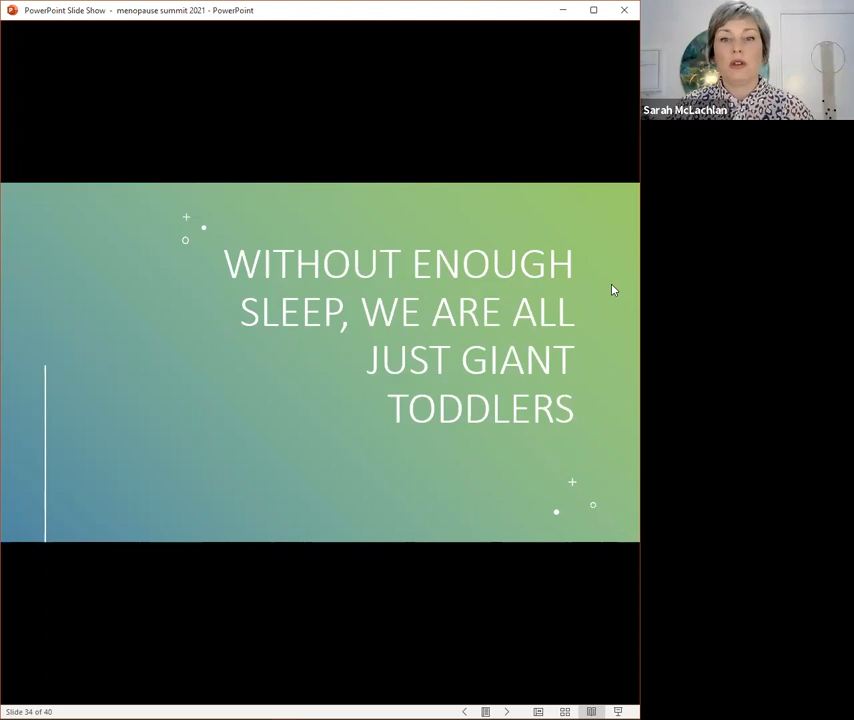 PowerPoint Slide Show - menopause summit 2021 - PowerPoint
Sarah McLachlan
WITHOUT ENOUGH
SLEEP, WE ARE ALL
JUST GIANT
TODDLERS
Slide 34 of 40